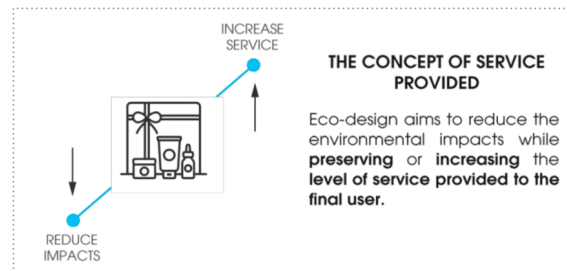 INCREASE
SERVICE
REDUCE
IMPACTS
THE CONCEPT OF SERVICE
PROVIDED
Eco-design aims to reduce the
environmental impacts while
preserving or increasing the
level of service provided to the
final user.